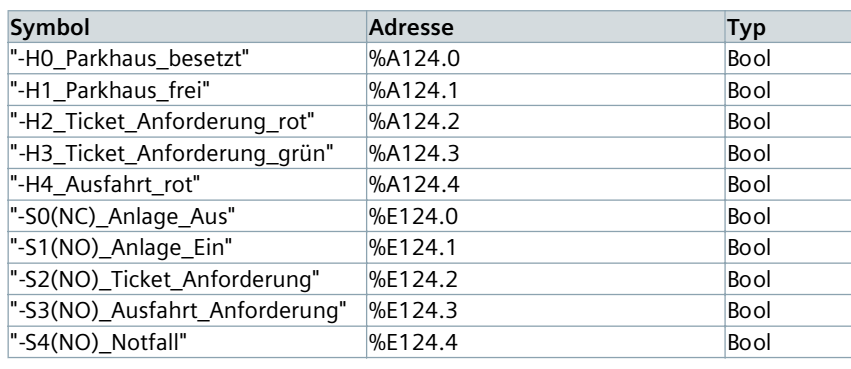 Symbol Adresse Typ
"-H0_Parkhaus_besetzt" %A124.0 Bool
"-H1_Parkhaus_frei" %A124.1 Bool
"-H2_Ticket_Anforderung_rot" %A124.2 Bool
"-H3_Ticket_Anforderung_grün" %A124.3 Bool
"-H4_Ausfahrt_rot" %A124.4 Bool
"-S0(NC)_Anlage_Aus" %E124.0 Bool
"-S1(NO)_Anlage_Ein" %E124.1 Bool
"-S2(NO)_Ticket_Anforderung" %E124.2 Bool
"-S3(NO)_Ausfahrt_Anforderung" %E124.3 Bool
"-S4(NO)_Notfall" %E124.4 Bool